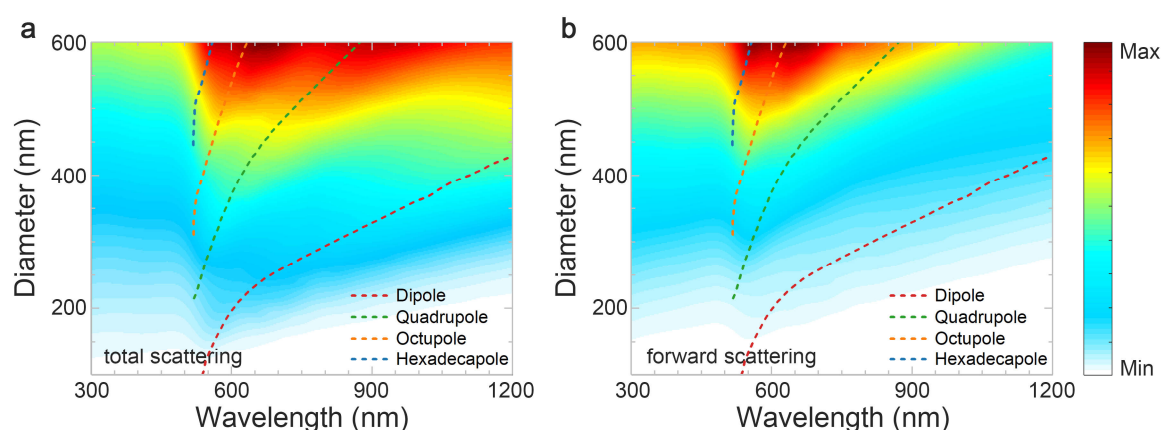 a
600
400
200
Diameter (nm)
Dipole
Quadrupole
Octupole
Hexadecapole
total scattering
300
600
900
1200
Wavelength (nm)
b
600
400
200
Diameter (nm)
Dipole
Quadrupole
Octupole
Hexadecapole
forward scattering
300
600
900
1200
Wavelength (nm)
Max
Min